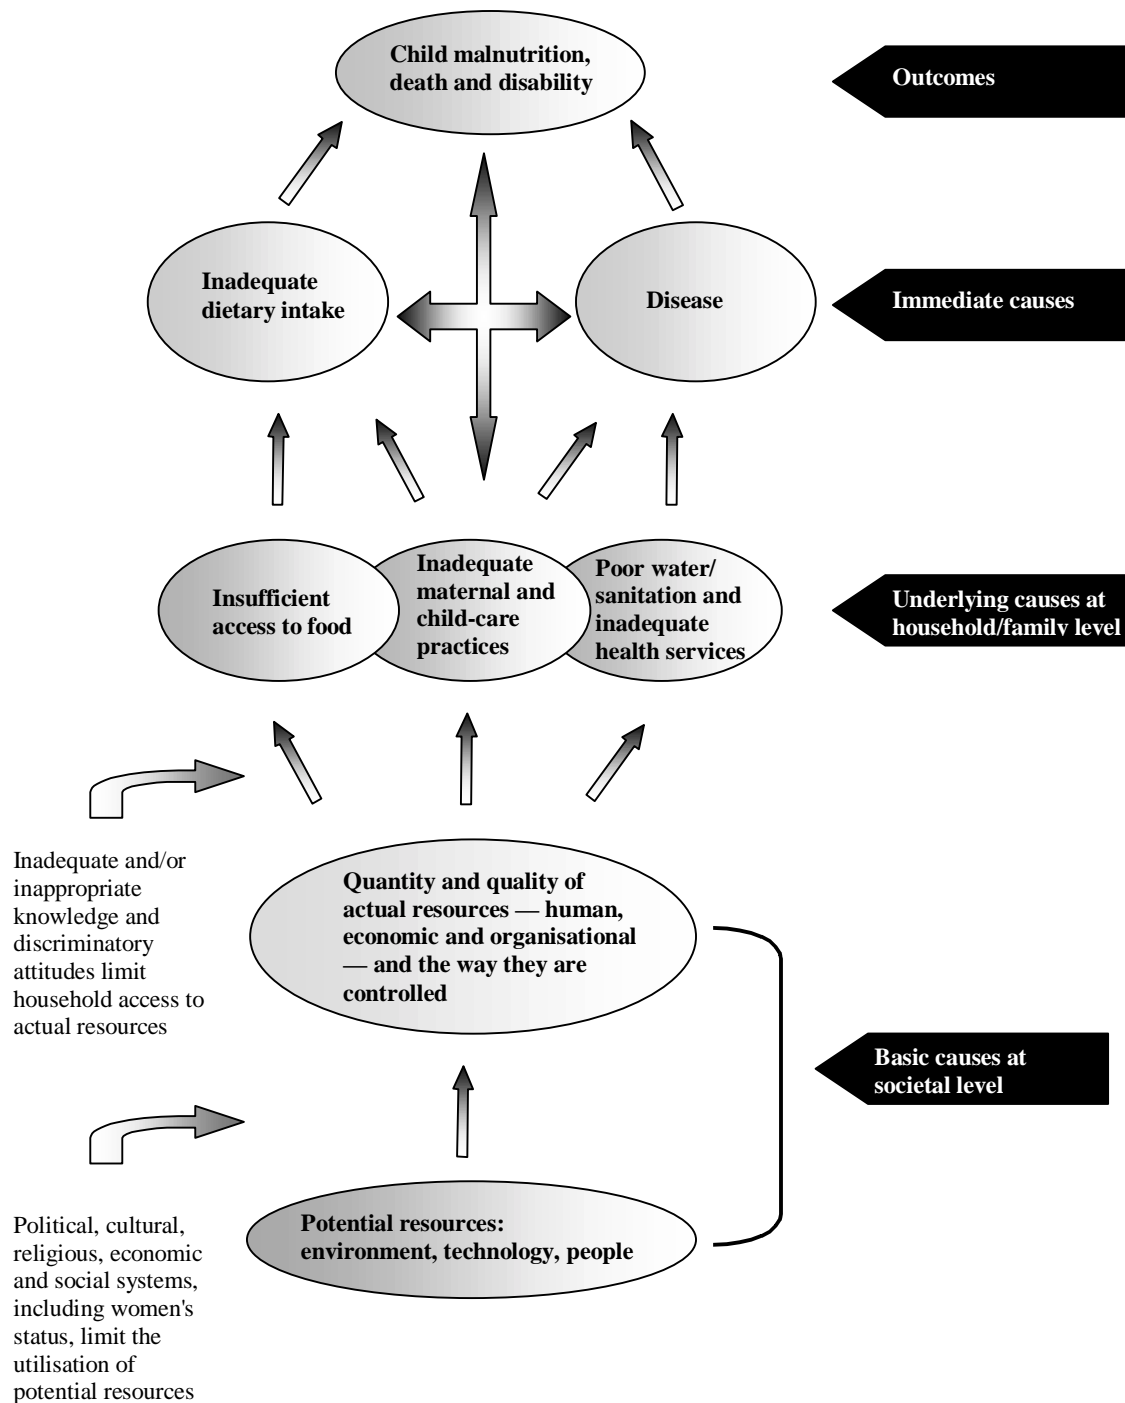 Child malnutrition,
death and disability
Outcomes
Inadequate
dietary intake
Disease
Immediate causes
Insufficient
access to food
Inadequate
maternal and
child-care
practices
Poor water/
sanitation and
inadequate
health services
Underlying causes at
household/family level
Inadequate and/or
inappropriate
knowledge and
discriminatory
attitudes limit
household access to
actual resources
Quantity and quality of
actual resources — human,
economic and organisational
— and the way they are
controlled
Basic causes at
societal level
Political, cultural,
religious, economic
and social systems,
including women's
status, limit the
utilisation of
potential resources
Potential resources:
environment, technology, people